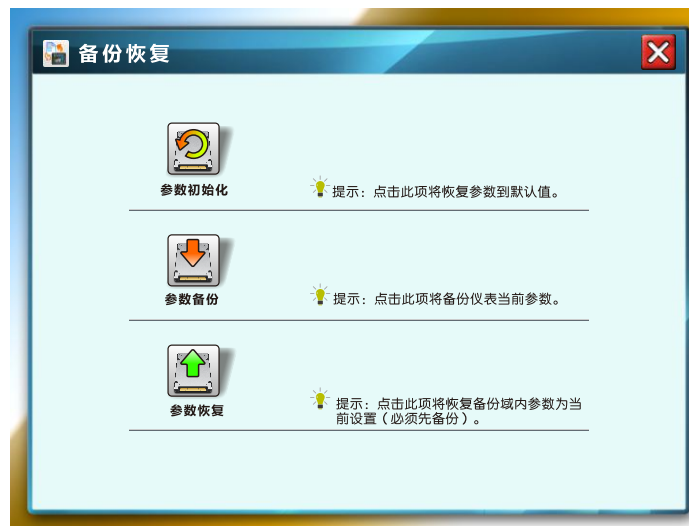 备份恢复
参数初始化
提示：点击此项将恢复参数到默认值。
参数备份
提示：点击此项将备份仪表当前参数。
参数恢复
提示：点击此项将恢复备份域内参数为当
前设置（必须先备份）。